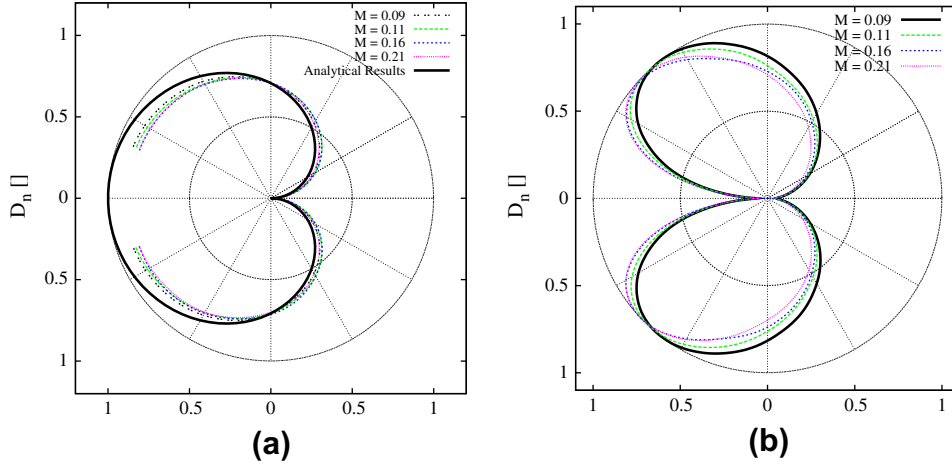 M = 0.09
M = 0.11
M = 0.16
M = 0.21
Analytical Results
1
0.5
0
0.5
1
D_n []
1 0.5 0 0.5 1
(a)
M = 0.09
M = 0.11
M = 0.16
M = 0.21
1
0.5
0
0.5
1
D_n []
1 0.5 0 0.5 1
(b)